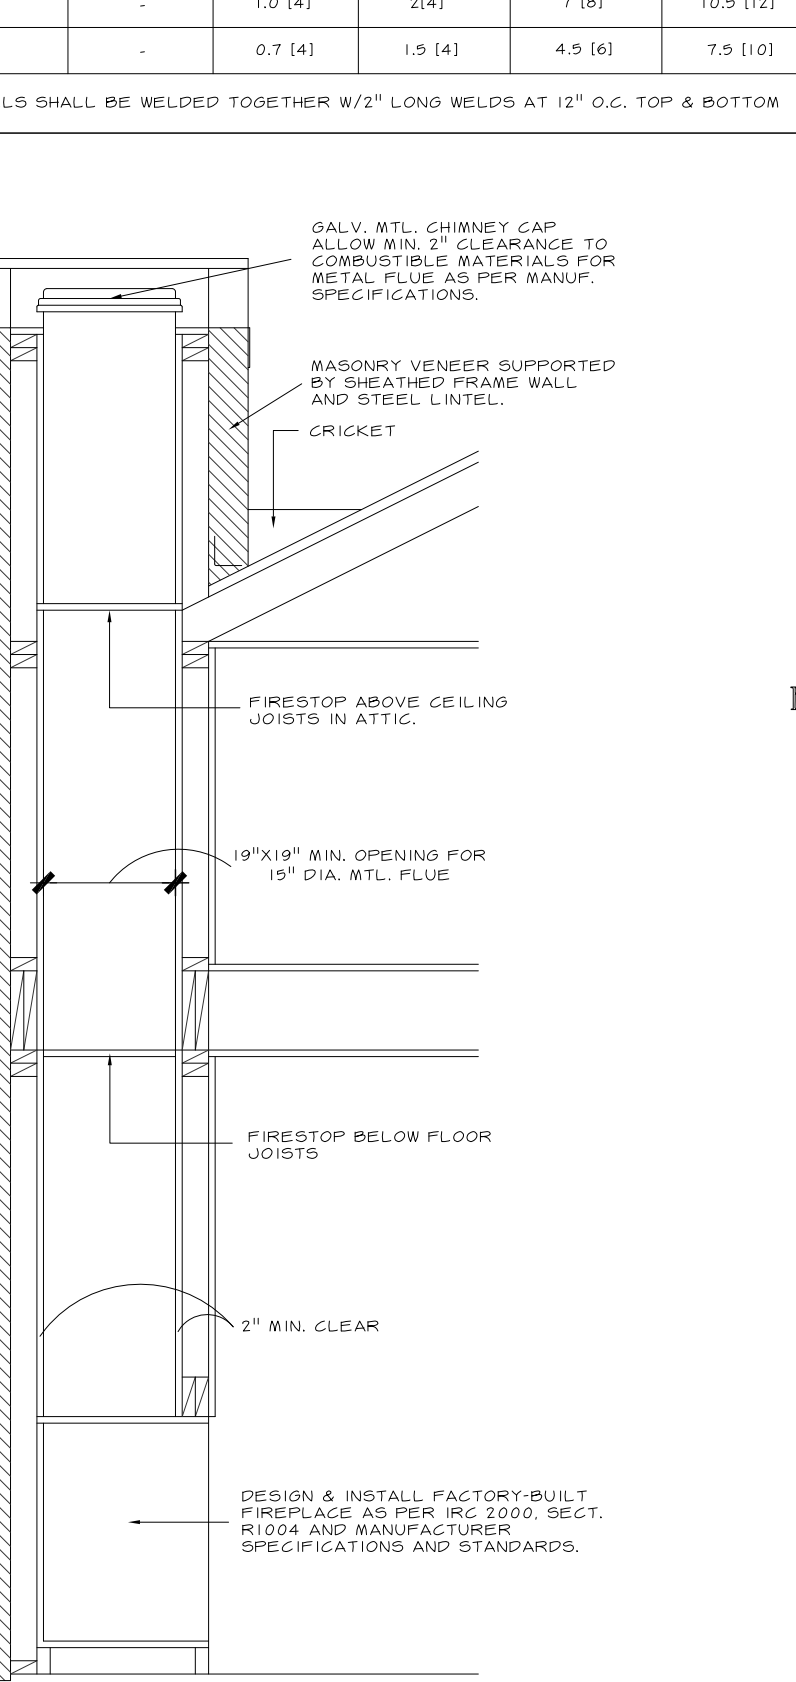 - 1.0 [4] 2[4] 7 [8] 10.5 [12]
- 0.7 [4] 1.5 [4] 4.5 [6] 7.5 [10]
LS SHALL BE WELDED TOGETHER W/2" LONG WELDS AT 12" O.C. TOP & BOTTOM
GALV. MTL. CHIMNEY CAP
ALLOW MIN. 2" CLEARANCE TO
COMBUSTIBLE MATERIALS FOR
METAL FLUE AS PER MANUF.
SPECIFICATIONS.
MASONRY VENEER SUPPORTED
BY SHEATHED FRAME WALL
AND STEEL LINTEL.
CRICKET
FIRESTOP ABOVE CEILING
JOISTS IN ATTIC.
19"X19" MIN. OPENING FOR
15" DIA. MTL. FLUE
FIRESTOP BELOW FLOOR
JOISTS
2" MIN. CLEAR
DESIGN & INSTALL FACTORY-BUILT
FIREPLACE AS PER IRC 2000, SECT.
R1004 AND MANUFACTURER
SPECIFICATIONS AND STANDARDS.